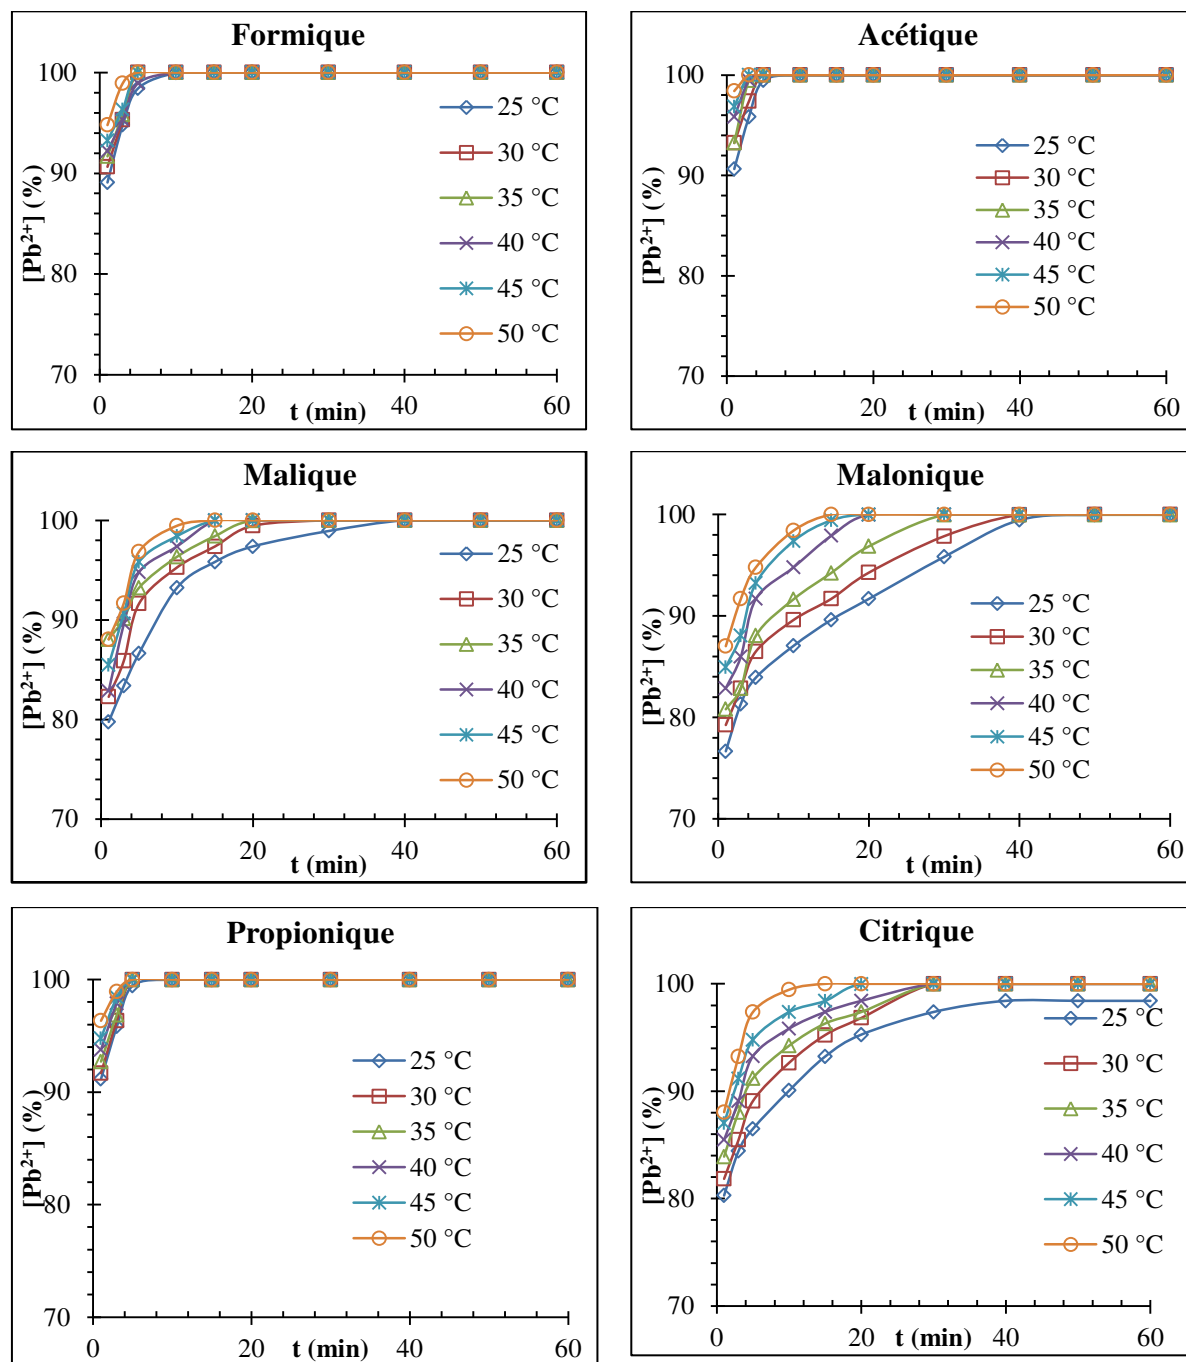 Formique
[Pb²⁺] (%)
100
90
80
70
0
20
40
60
t (min)
25 °C
30 °C
35 °C
40 °C
45 °C
50 °C
Acétique
[Pb²⁺] (%)
100
90
80
70
0
20
40
60
t (min)
25 °C
30 °C
35 °C
40 °C
45 °C
50 °C
Malique
[Pb²⁺] (%)
100
90
80
70
0
20
40
60
t (min)
25 °C
30 °C
35 °C
40 °C
45 °C
50 °C
Malonique
[Pb²⁺] (%)
100
90
80
70
0
20
40
60
t (min)
25 °C
30 °C
35 °C
40 °C
45 °C
50 °C
Propionique
[Pb²⁺] (%)
100
90
80
70
0
20
40
60
t (min)
25 °C
30 °C
35 °C
40 °C
45 °C
50 °C
Citrique
[Pb²⁺] (%)
100
90
80
70
0
20
40
60
t (min)
25 °C
30 °C
35 °C
40 °C
45 °C
50 °C